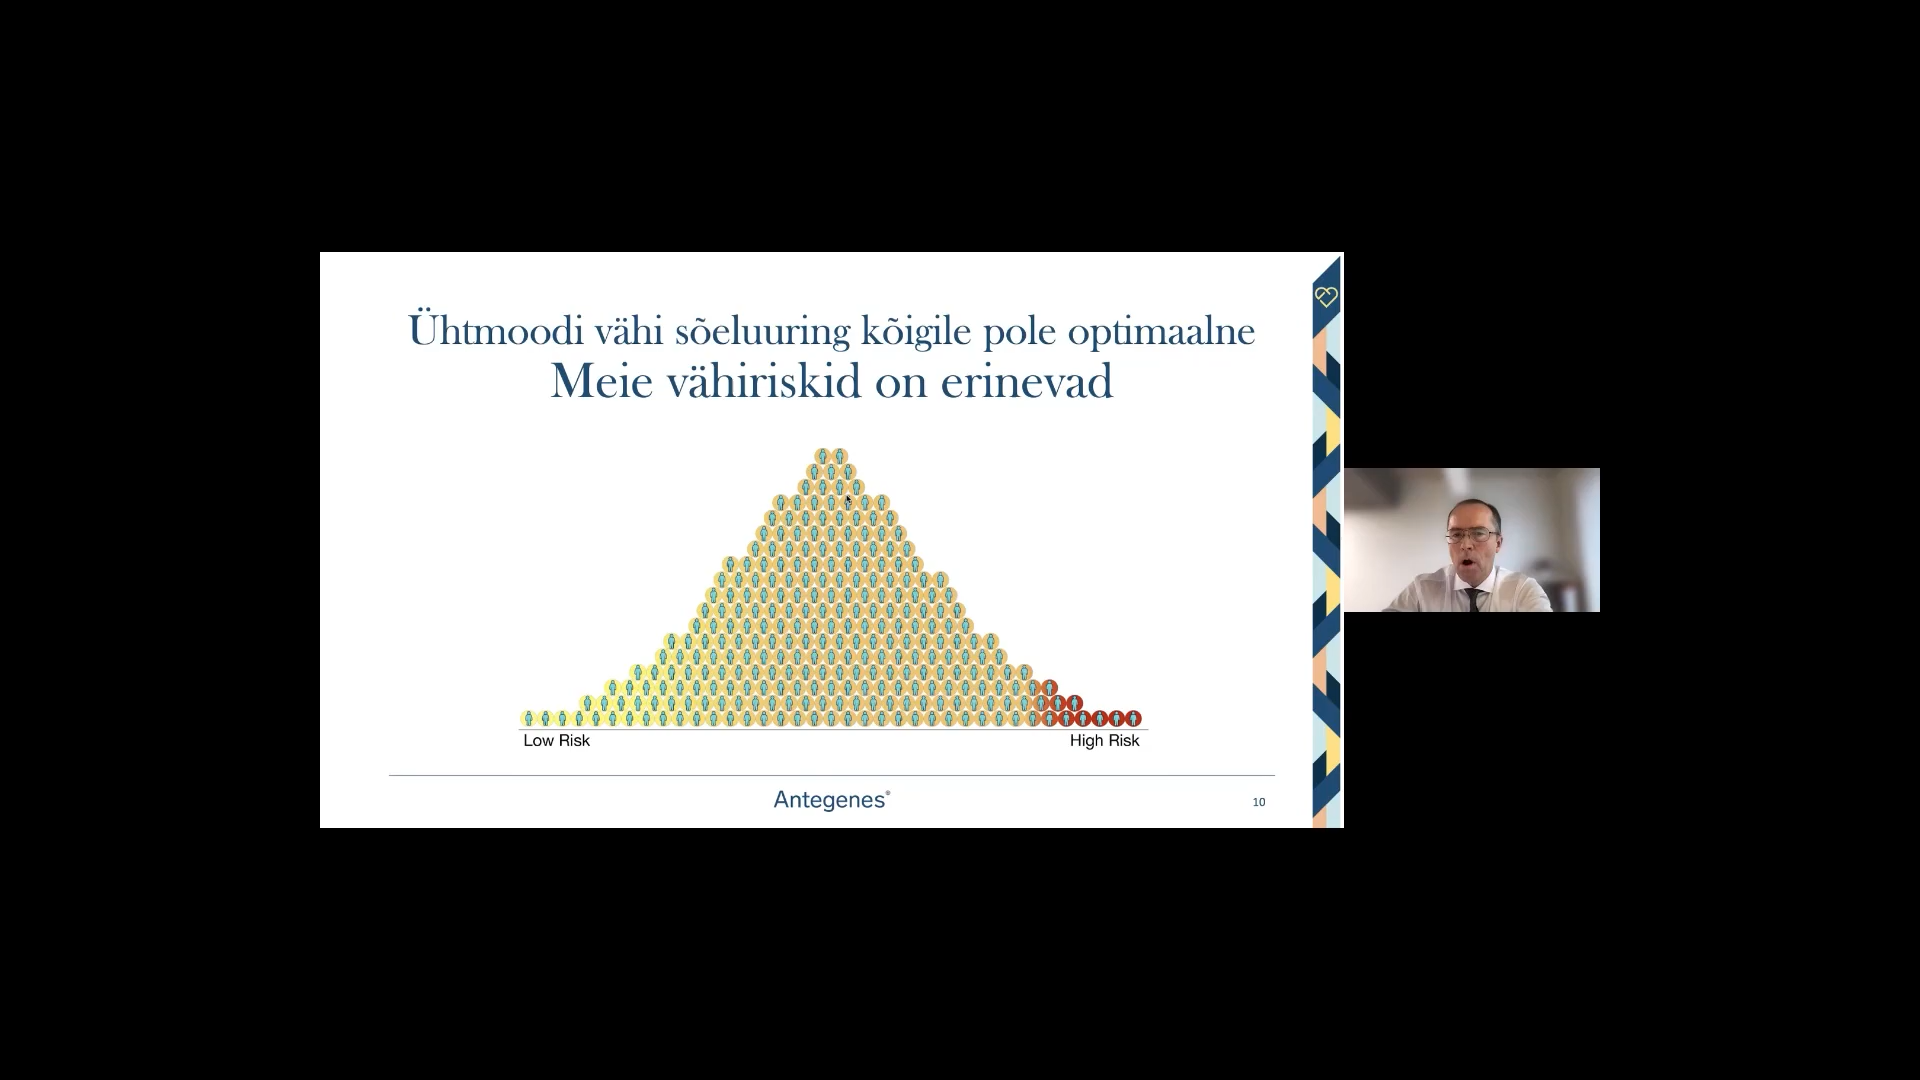 Ühtmoodi vähi sõeluuring kõigile pole optimaalne
Meie vähiriskid on erinevad
Low Risk
High Risk
Antegenes®
10